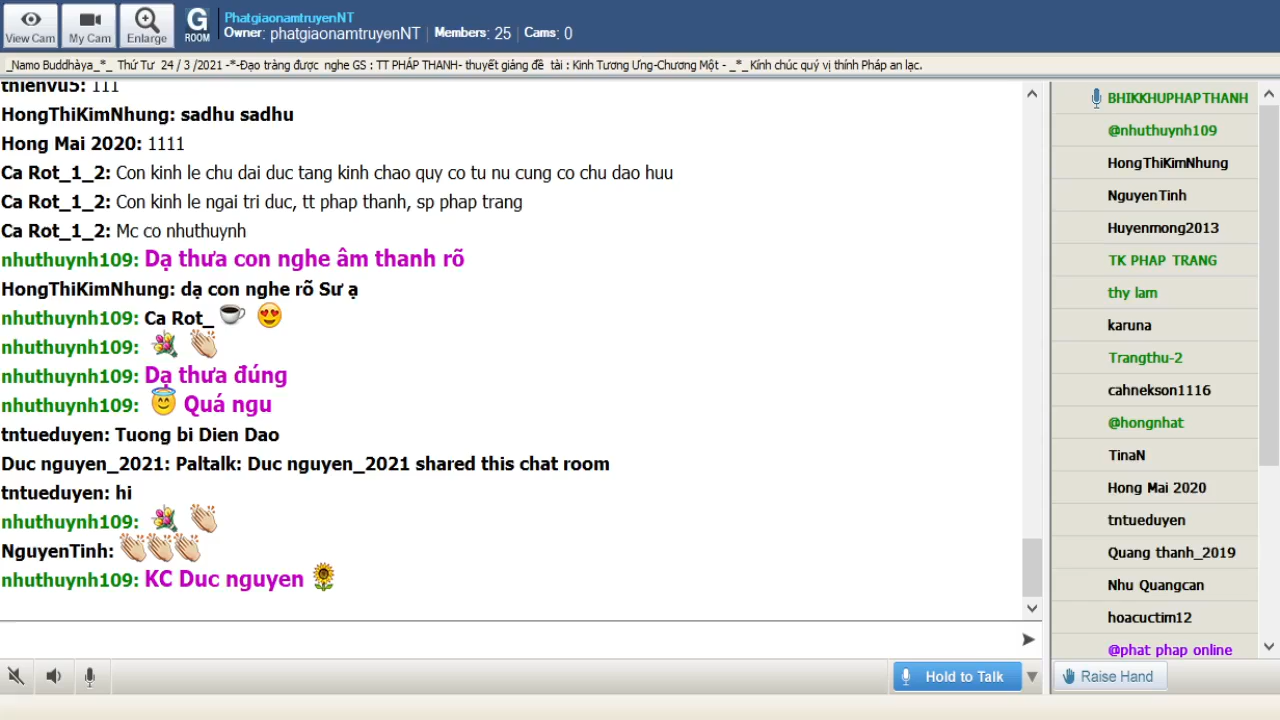 View Cam
My Cam
Enlarge
G
ROOM
PhatgiaonamtruyenNT
Owner: phatgiaonamtruyenNT | Members: 25 | Cams: 0
_Namo Buddhàya_*_ Thứ Tư 24 / 3 /2021 -*-Đạo tràng được nghe GS : TT PHÁP THANH- thuyết giảng đề tài : Kinh Tương Ưng-Chương Một - _*_Kính chúc quý vị thính Pháp an lạc.
thienvu5: 111
HongThiKimNhung: sadhu sadhu
Hong Mai 2020: 1111
Ca Rot_1_2: Con kinh le chu dai duc tang kinh chao quy co tu nu cung co chu dao huu
Ca Rot_1_2: Con kinh le ngai tri duc, tt phap thanh, sp phap trang
Ca Rot_1_2: Mc co nhuthuynh
nhuthuynh109: Dạ thưa con nghe âm thanh rõ
HongThiKimNhung: dạ con nghe rõ Sư ạ
nhuthuynh109: Ca Rot_
nhuthuynh109:
nhuthuynh109: Dạ thưa đúng
nhuthuynh109: Quá ngu
tntueduyen: Tuong bi Dien Dao
Duc nguyen_2021: Paltalk: Duc nguyen_2021 shared this chat room
tntueduyen: hi
nhuthuynh109:
NguyenTinh:
nhuthuynh109: KC Duc nguyen
Hold to Talk
BHIKKHUPHAPTHANH
@nhuthuynh109
HongThiKimNhung
NguyenTinh
Huyenmong2013
TK PHAP TRANG
thy lam
karuna
Trangthu-2
cahnekson1116
@hongnhat
TinaN
Hong Mai 2020
tntueduyen
Quang thanh_2019
Nhu Quangcan
hoacuctim12
@phat phap online
Raise Hand